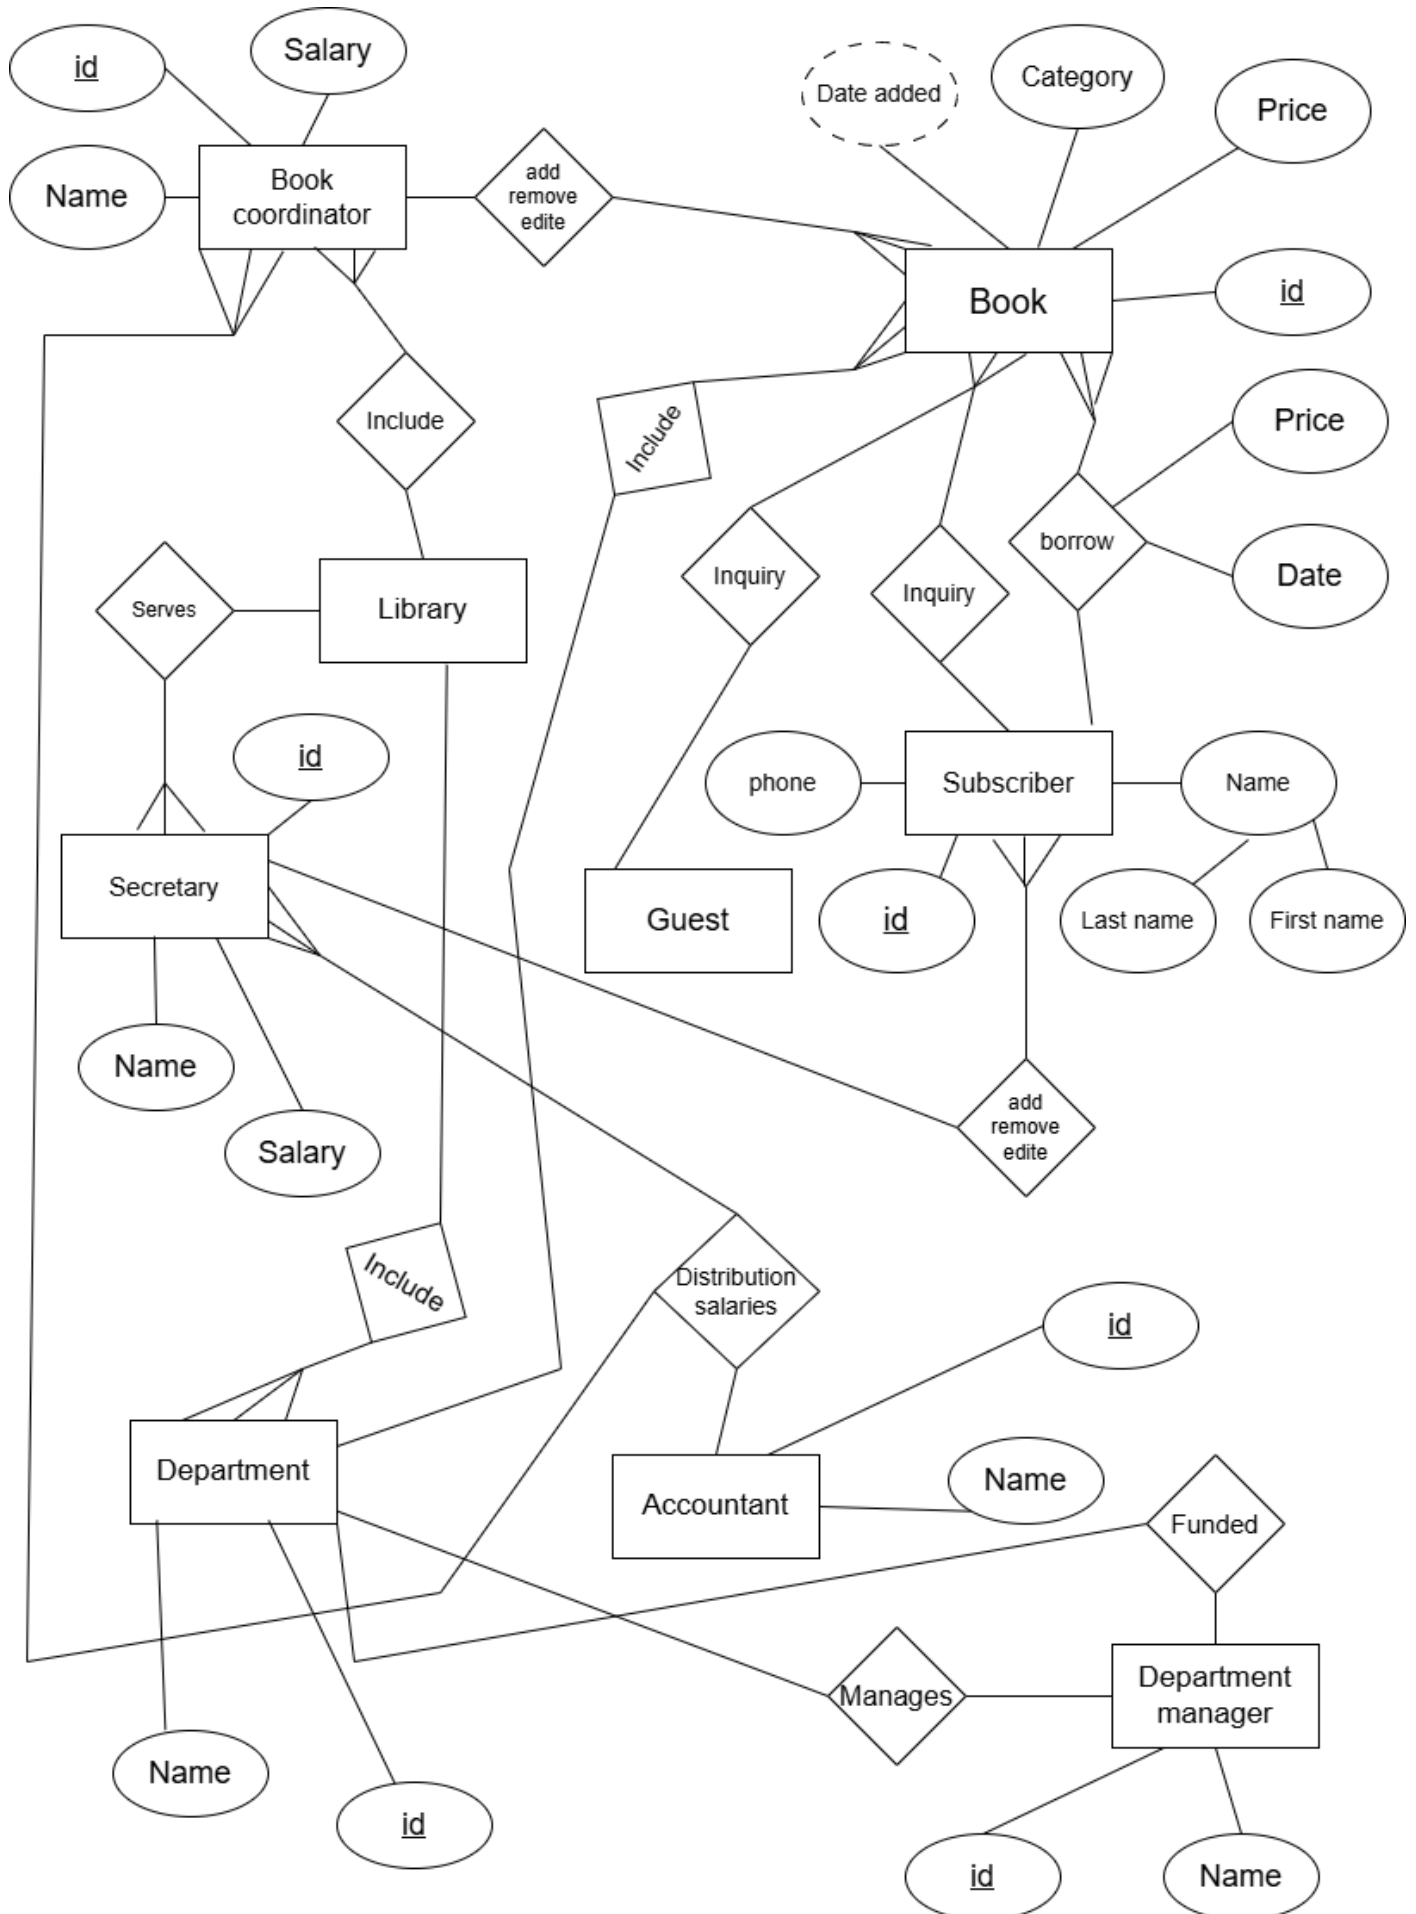 Salary
id
Category
Date added
Price
Name
Book
coordinator
add
remove
edite
Book
id
Include
Include
Price
borrow
Date
Inquiry
Inquiry
Serves
Library
id
phone
Subscriber
Name
Secretary
Guest
id
Last name
First name
Name
Salary
add
remove
edite
Include
Distribution
salaries
id
Department
Accountant
Name
Funded
Manages
Department
manager
Name
id
id
Name